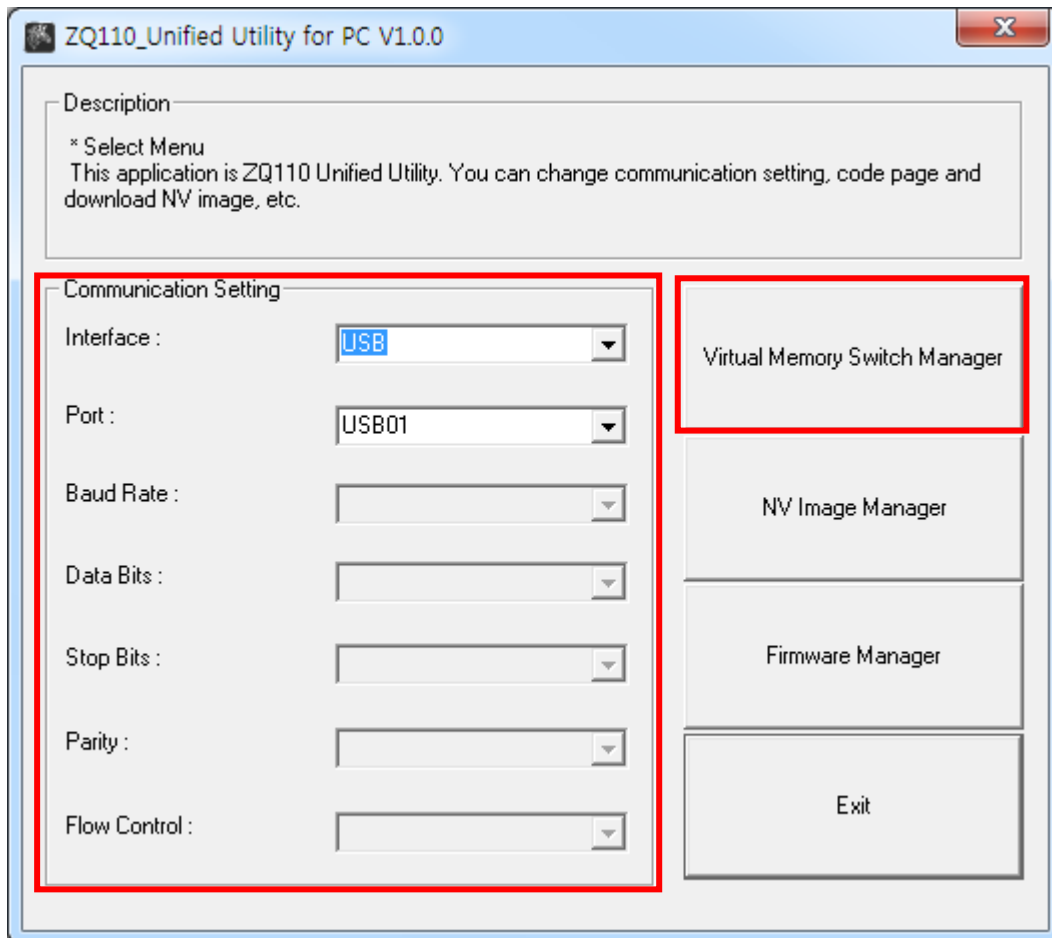 ZQ110_Unified Utility for PC V1.0.0
Description
* Select Menu
This application is ZQ110 Unified Utility. You can change communication setting, code page and
download NV image, etc.
Communication Setting
Interface :
USB
Port :
USB01
Baud Rate :
Data Bits :
Stop Bits :
Parity :
Flow Control :
Virtual Memory Switch Manager
NV Image Manager
Firmware Manager
Exit